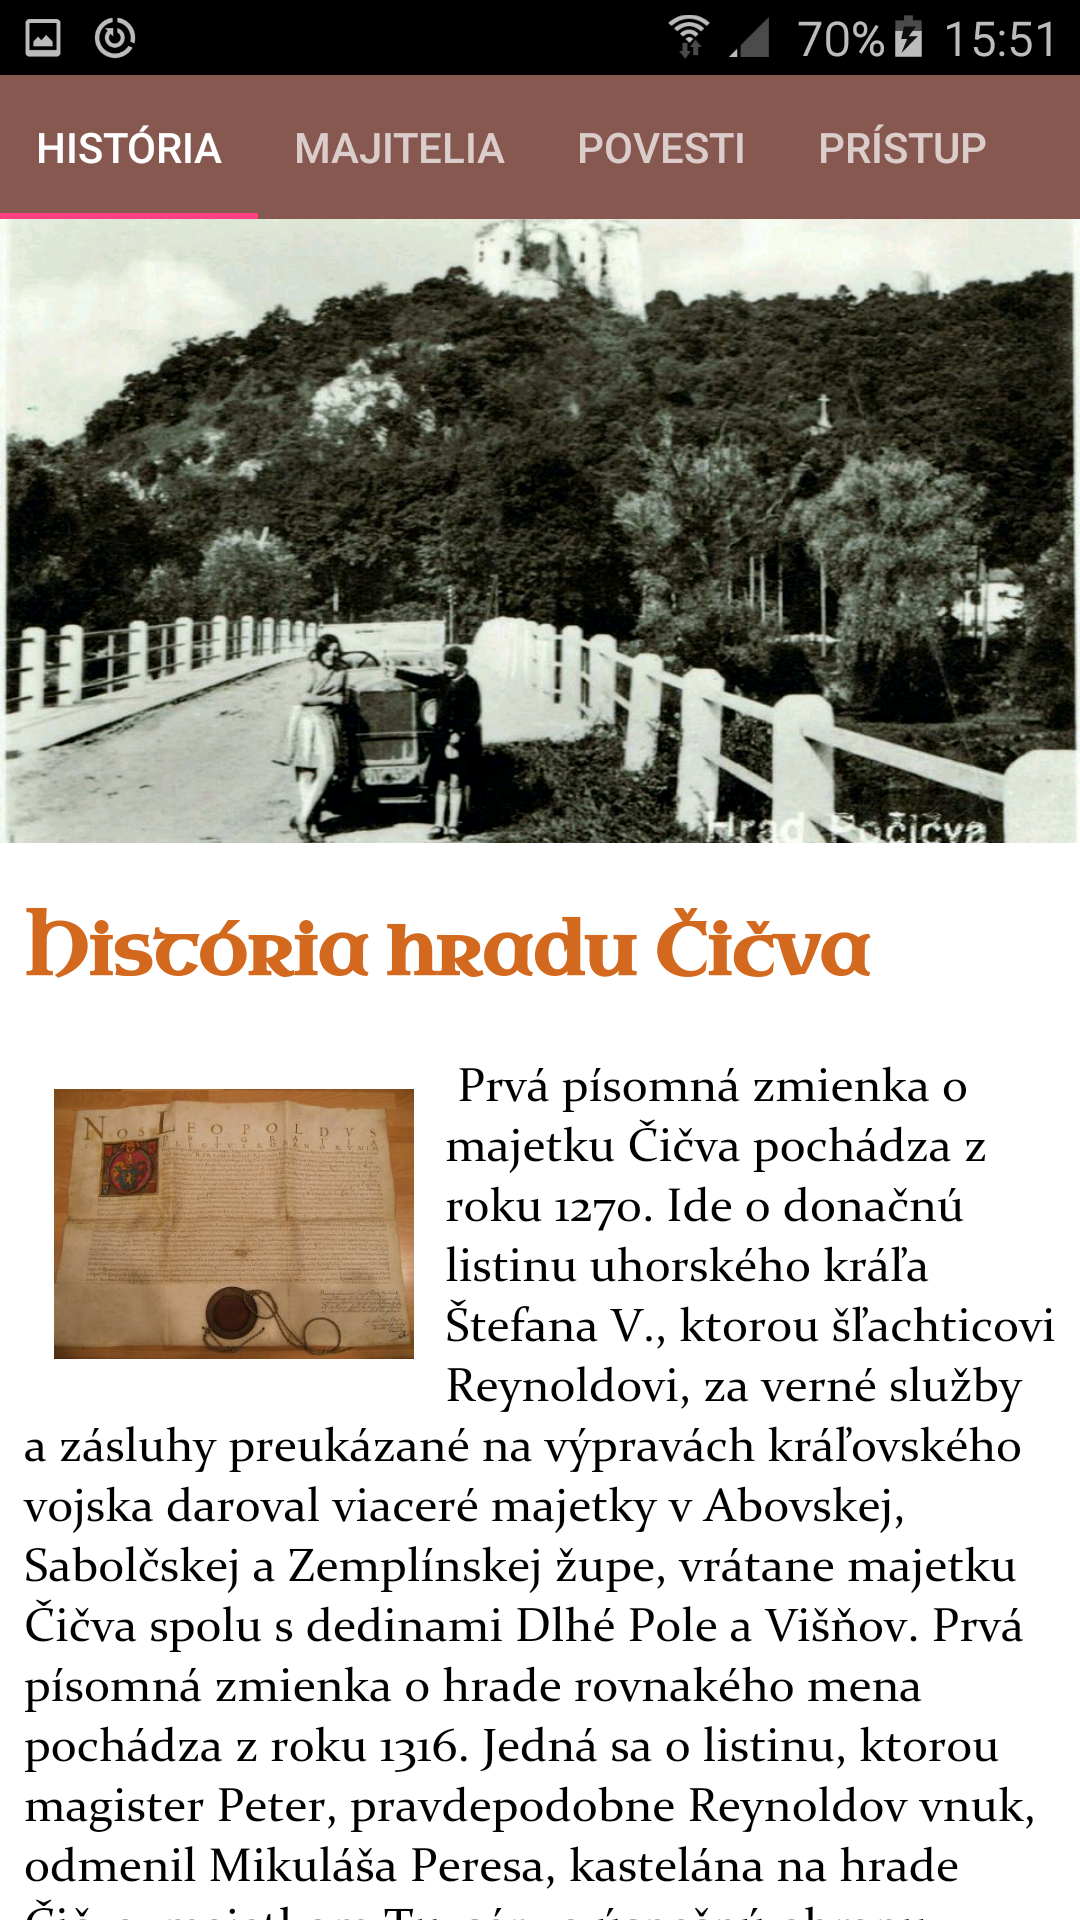 70% 15:51
HISTÓRIA MAJITELIA POVESTI PRÍSTUP
Hrad Počičva
História hradu Čičva
NOS LEOPOLDVS
Prvá písomná zmienka o
majetku Čičva pochádza z
roku 1270. Ide o donačnú
listinu uhorského kráľa
Štefana V., ktorou šľachticovi
Reynoldovi, za verné služby
a zásluhy preukázané na výpravách kráľovského
vojska daroval viaceré majetky v Abovskej,
Sabolčskej a Zemplínskej župe, vrátane majetku
Čičva spolu s dedinami Dlhé Pole a Višňov. Prvá
písomná zmienka o hrade rovnakého mena
pochádza z roku 1316. Jedná sa o listinu, ktorou
magister Peter, pravdepodobne Reynoldov vnuk,
odmenil Mikuláša Peresa, kastelána na hrade